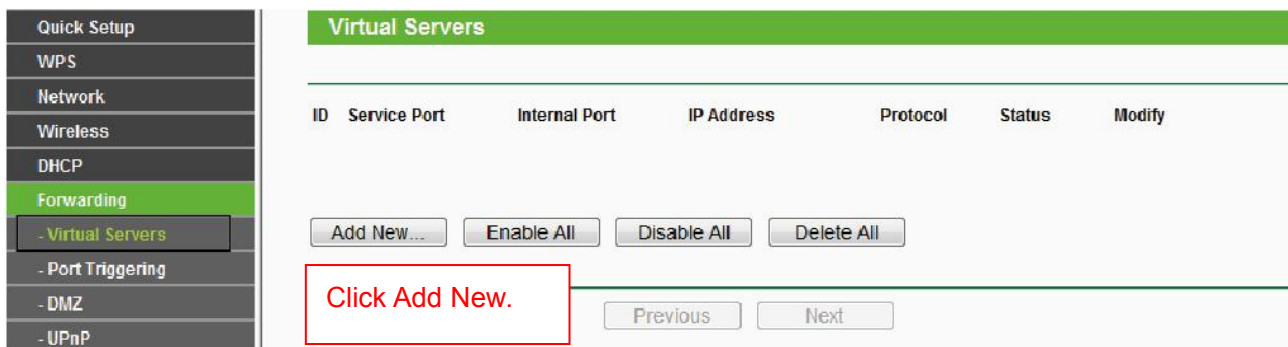 Quick Setup
WPS
Network
Wireless
DHCP
Forwarding
- Virtual Servers
- Port Triggering
- DMZ
- UPnP
Virtual Servers
ID Service Port Internal Port IP Address Protocol Status Modify
Add New... Enable All Disable All Delete All
Click Add New.
Previous Next